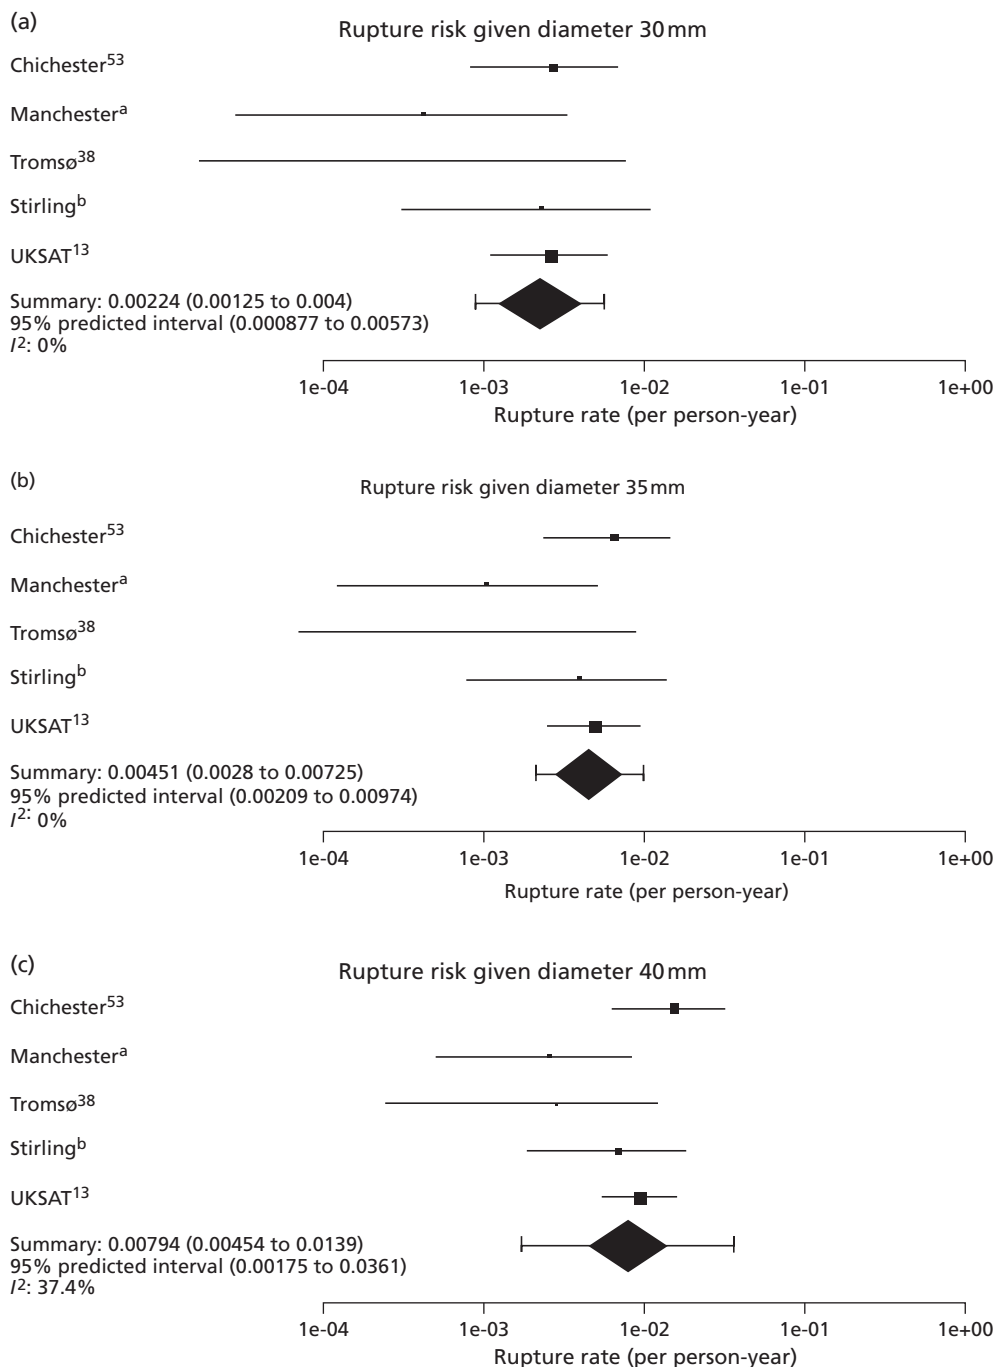 (a)
Rupture risk given diameter 30 mm
Chichester53
Manchestera
Tromsø38
Stirlingb
UKSAT13
Summary: 0.00224 (0.00125 to 0.004)
95% predicted interval (0.000877 to 0.00573)
I2: 0%
1e-04 1e-03 1e-02 1e-01 1e+00
Rupture rate (per person-year)
(b)
Rupture risk given diameter 35 mm
Chichester53
Manchestera
Tromsø38
Stirlingb
UKSAT13
Summary: 0.00451 (0.0028 to 0.00725)
95% predicted interval (0.00209 to 0.00974)
I2: 0%
1e-04 1e-03 1e-02 1e-01 1e+00
Rupture rate (per person-year)
(c)
Rupture risk given diameter 40 mm
Chichester53
Manchestera
Tromsø38
Stirlingb
UKSAT13
Summary: 0.00794 (0.00454 to 0.0139)
95% predicted interval (0.00175 to 0.0361)
I2: 37.4%
1e-04 1e-03 1e-02 1e-01 1e+00
Rupture rate (per person-year)